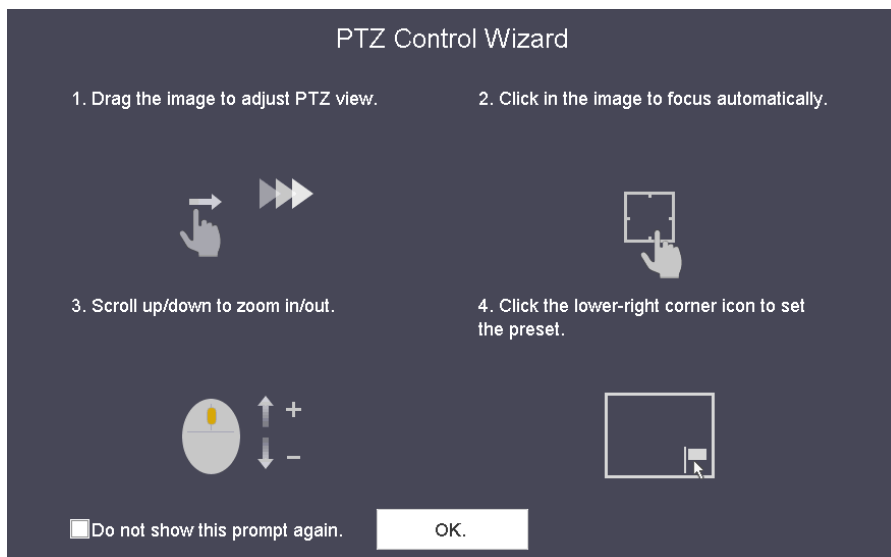 PTZ Control Wizard
1. Drag the image to adjust PTZ view.
2. Click in the image to focus automatically.
3. Scroll up/down to zoom in/out.
4. Click the lower-right corner icon to set
the preset.
Do not show this prompt again.
OK.